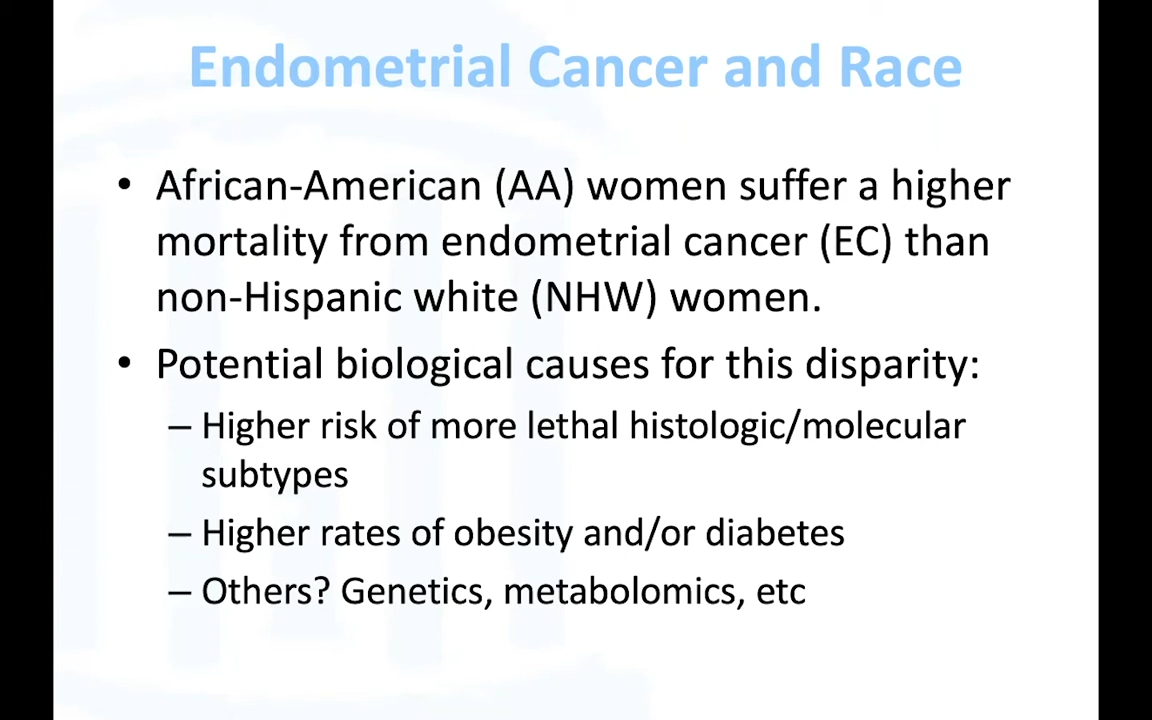 Endometrial Cancer and Race
• African-American (AA) women suffer a higher
mortality from endometrial cancer (EC) than
non-Hispanic white (NHW) women.
• Potential biological causes for this disparity:
– Higher risk of more lethal histologic/molecular
subtypes
– Higher rates of obesity and/or diabetes
– Others? Genetics, metabolomics, etc